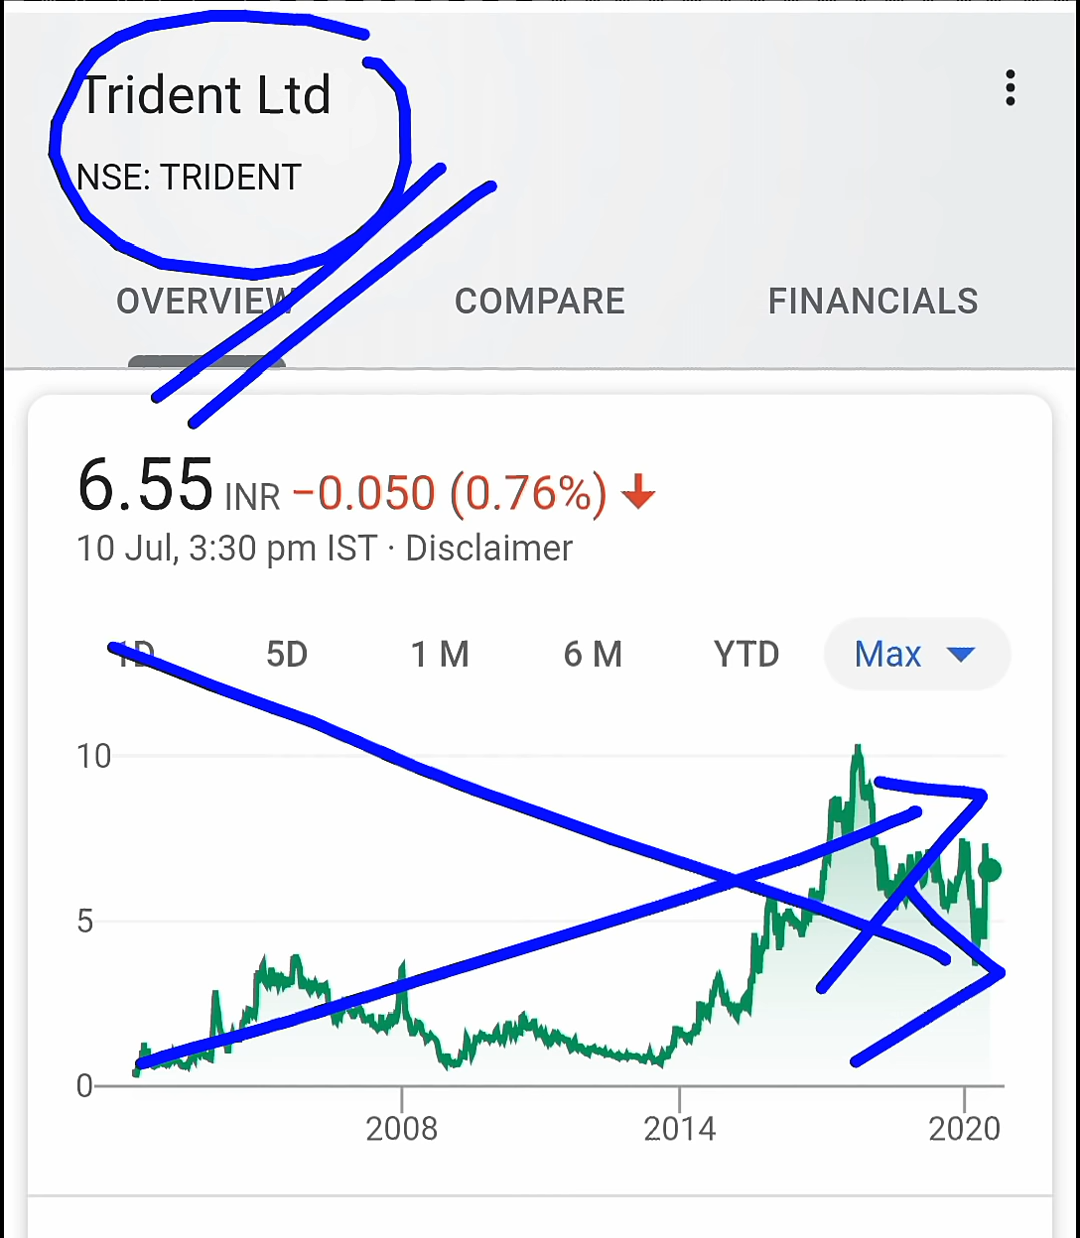 Trident Ltd
NSE: TRIDENT
OVERVIEW COMPARE FINANCIALS
6.55 INR −0.050 (0.76%)
10 Jul, 3:30 pm IST · Disclaimer
1D 5D 1 M 6 M YTD Max
10
5
0
2008 2014 2020